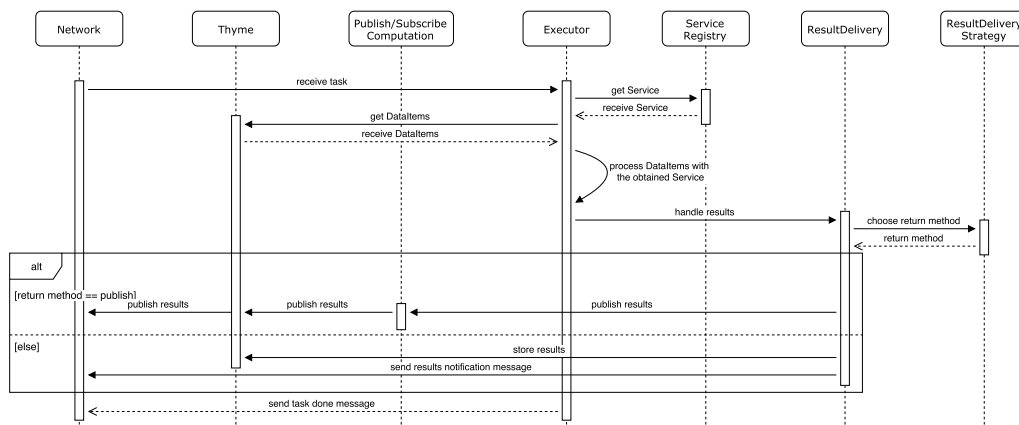 Network
Thyme
Publish/Subscribe
Computation
Executor
Service
Registry
ResultDelivery
ResultDelivery
Strategy
receive task
get Service
receive Service
get DataItems
receive DataItems
process DataItems with
the obtained Service
handle results
choose return method
return method
alt
[return method == publish]
publish results
publish results
publish results
[else]
store results
send results notification message
send task done message